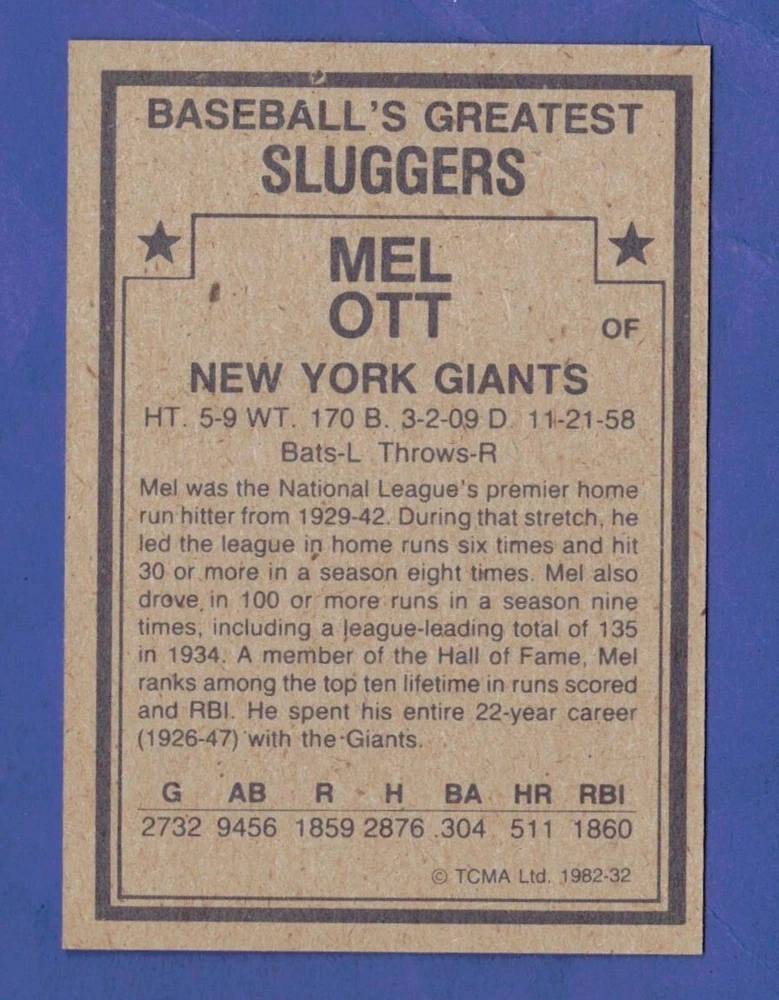 BASEBALL'S GREATEST
SLUGGERS
MEL
OTT
OF
NEW YORK GIANTS
HT. 5-9 WT. 170 B. 3-2-09 D. 11-21-58
Bats-L Throws-R
Mel was the National League's premier home
run hitter from 1929-42. During that stretch, he
led the league in home runs six times and hit
30 or more in a season eight times. Mel also
drove in 100 or more runs in a season nine
times, including a league-leading total of 135
in 1934. A member of the Hall of Fame, Mel
ranks among the top ten lifetime in runs scored
and RBI. He spent his entire 22-year career
(1926-47) with the Giants.
G AB R H BA HR RBI
2732 9456 1859 2876 .304 511 1860
© TCMA Ltd. 1982-32